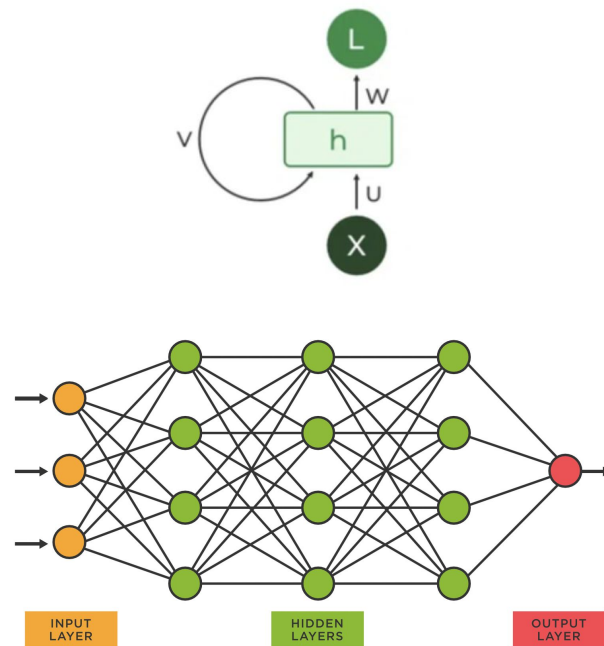 L
W
V
h
U
X
INPUT
LAYER
HIDDEN
LAYERS
OUTPUT
LAYER